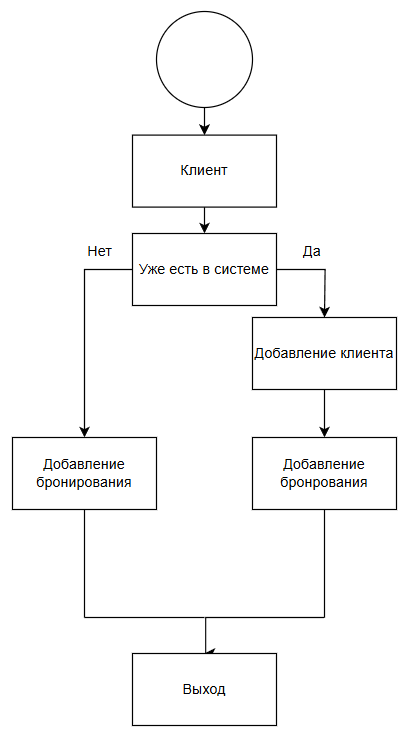 Клиент
Нет
Да
Уже есть в системе
Добавление клиента
Добавление
бронирования
Добавление
бронрования
Выход